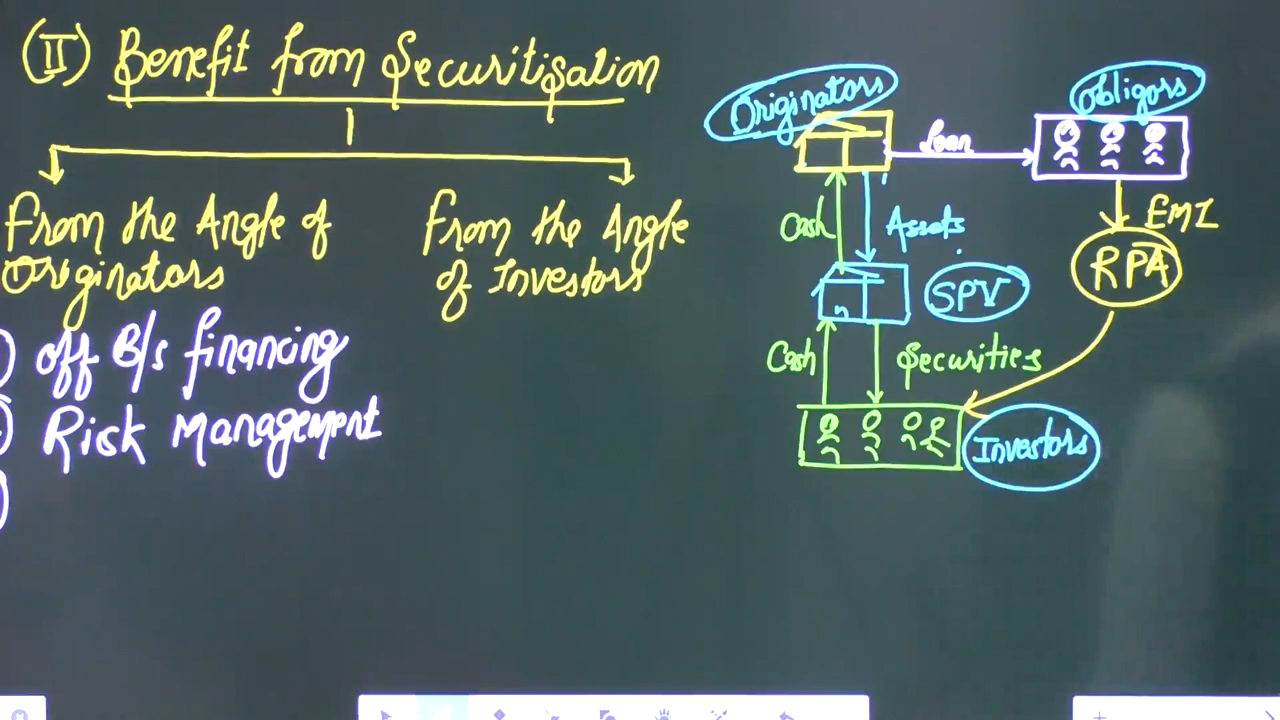 (II) Benefit from Securitisation
From the Angle of
Originators
off B/s financing
Risk Management
From the Angle
of Investors
Originators
Loan
Obligors
Cash
Assets
EMI
RPA
SPV
Cash
Securities
Investors